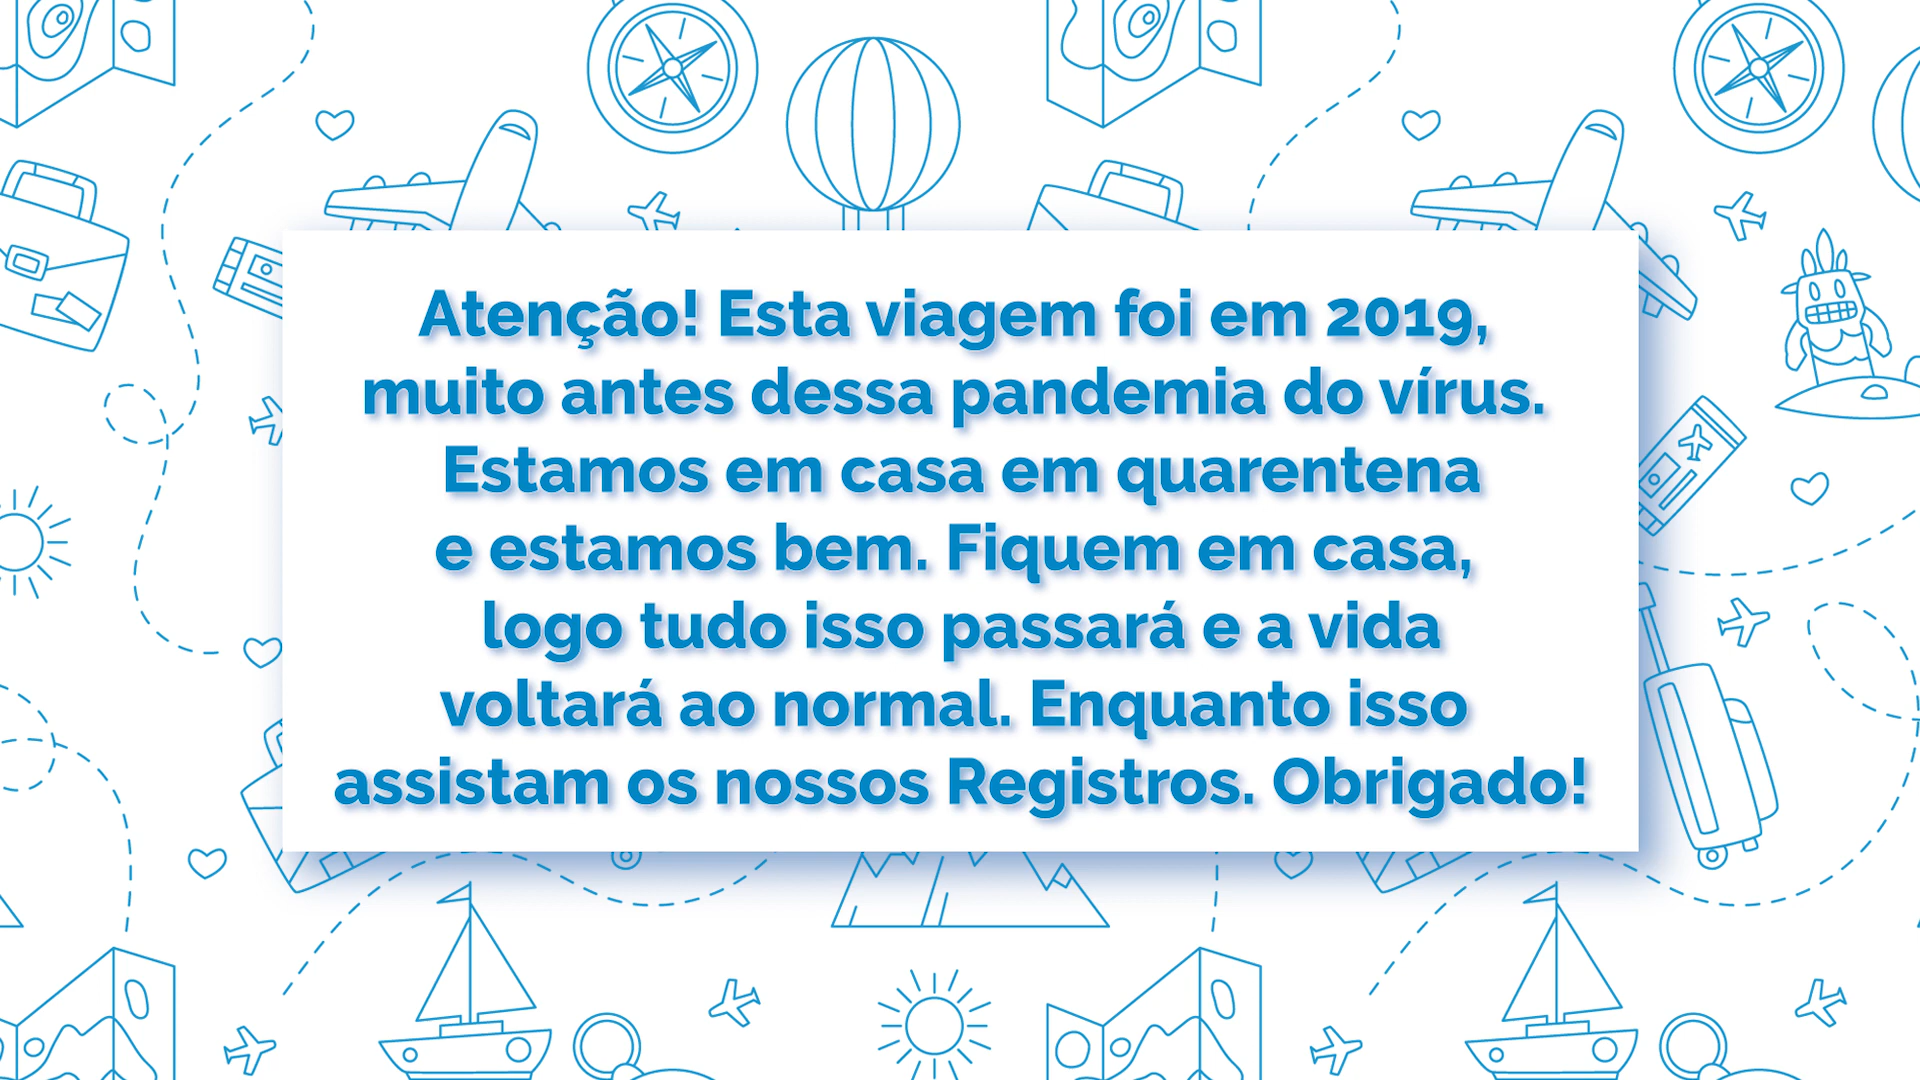 Atenção! Esta viagem foi em 2019,
muito antes dessa pandemia do vírus.
Estamos em casa em quarentena
e estamos bem. Fiquem em casa,
logo tudo isso passará e a vida
voltará ao normal. Enquanto isso
assistam os nossos Registros. Obrigado!